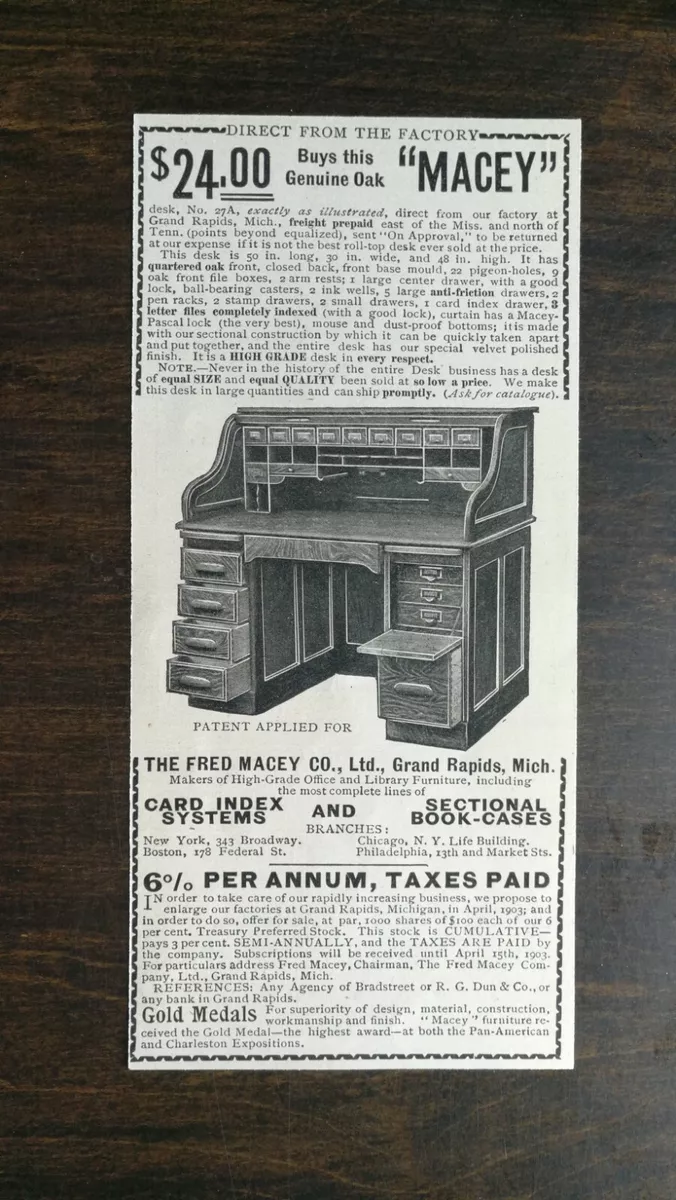 DIRECT FROM THE FACTORY
$24.00 Buys this Genuine Oak "MACEY"
desk, No. 27A, exactly as illustrated, direct from our factory at
Grand Rapids, Mich., freight prepaid east of the Miss. and north of
Tenn. (points beyond equalized), sent "On Approval," to be returned
at our expense if it is not the best roll-top desk ever sold at the price.
This desk is 50 in. long, 30 in. wide, and 48 in. high. It has
quartered oak front, closed back, front base mould, 22 pigeon-holes, 9
oak front file boxes, 2 arm rests; 1 large center drawer, with a good
lock, ball-bearing casters, 2 ink wells, 5 large anti-friction drawers, 2
pen racks, 2 stamp drawers, 2 small drawers, 1 card index drawer, 3
letter files completely indexed (with a good lock), curtain has a Macey-
Pascal lock (the very best), mouse and dust-proof bottoms; it is made
with our sectional construction by which it can be quickly taken apart
and put together, and the entire desk has our special velvet polished
finish. It is a HIGH GRADE desk in every respect.
NOTE.—Never in the history of the entire Desk business has a desk
of equal SIZE and equal QUALITY been sold at so low a price. We make
this desk in large quantities and can ship promptly. (Ask for catalogue).
PATENT APPLIED FOR
THE FRED MACEY CO., Ltd., Grand Rapids, Mich.
Makers of High-Grade Office and Library Furniture, including
the most complete lines of
CARD INDEX SYSTEMS AND SECTIONAL BOOK-CASES
BRANCHES:
New York, 343 Broadway. Chicago, N. Y. Life Building.
Boston, 178 Federal St. Philadelphia, 13th and Market Sts.
6% PER ANNUM, TAXES PAID
IN order to take care of our rapidly increasing business, we propose to
enlarge our factories at Grand Rapids, Michigan, in April, 1903; and
in order to do so, offer for sale, at par, 1000 shares of $100 each of our 6
per cent. Treasury Preferred Stock. This stock is CUMULATIVE—
pays 3 per cent. SEMI-ANNUALLY, and the TAXES ARE PAID by
the company. Subscriptions will be received until April 15th, 1903.
For particulars address Fred Macey, Chairman, The Fred Macey Com-
pany, Ltd., Grand Rapids, Mich.
REFERENCES: Any Agency of Bradstreet or R. G. Dun & Co., or
any bank in Grand Rapids.
Gold Medals For superiority of design, material, construction,
workmanship and finish. "Macey" furniture re-
ceived the Gold Medal—the highest award—at both the Pan-American
and Charleston Expositions.